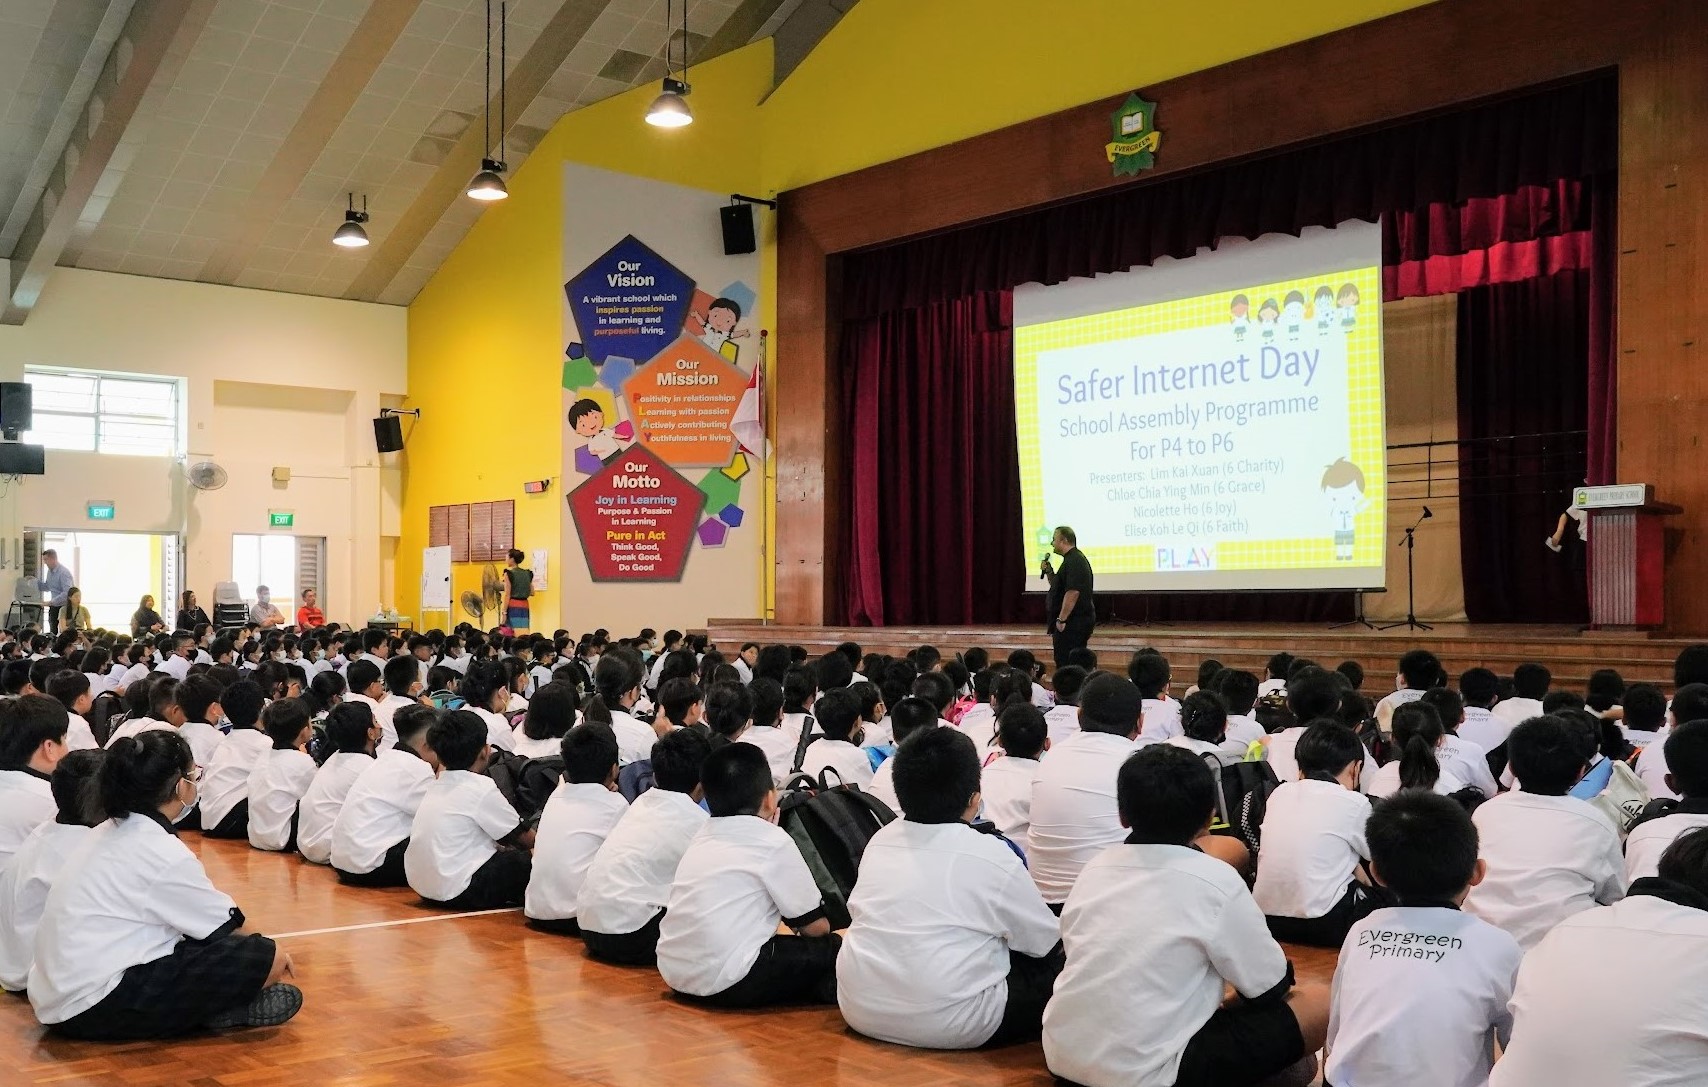 EVERGREEN
Our
Vision
A vibrant school which
inspires passion
in learning and
purposeful living.
Our
Mission
Positivity in relationships
Learning with passion
Actively contributing
Youthfulness in living
Our
Motto
Joy in Learning
Purpose & Passion
in Learning
Pure in Act
Think Good,
Speak Good,
Do Good
Safer Internet Day
School Assembly Programme
For P4 to P6
Presenters: Lim Kai Xuan (6 Charity)
Chloe Chia Ying Min (6 Grace)
Nicolette Ho (6 Joy)
Elise Koh Le Qi (6 Faith)
P.L.A.Y
EVERGREEN PRIMARY SCHOOL
EXIT
EXIT
Evergreen
Primary